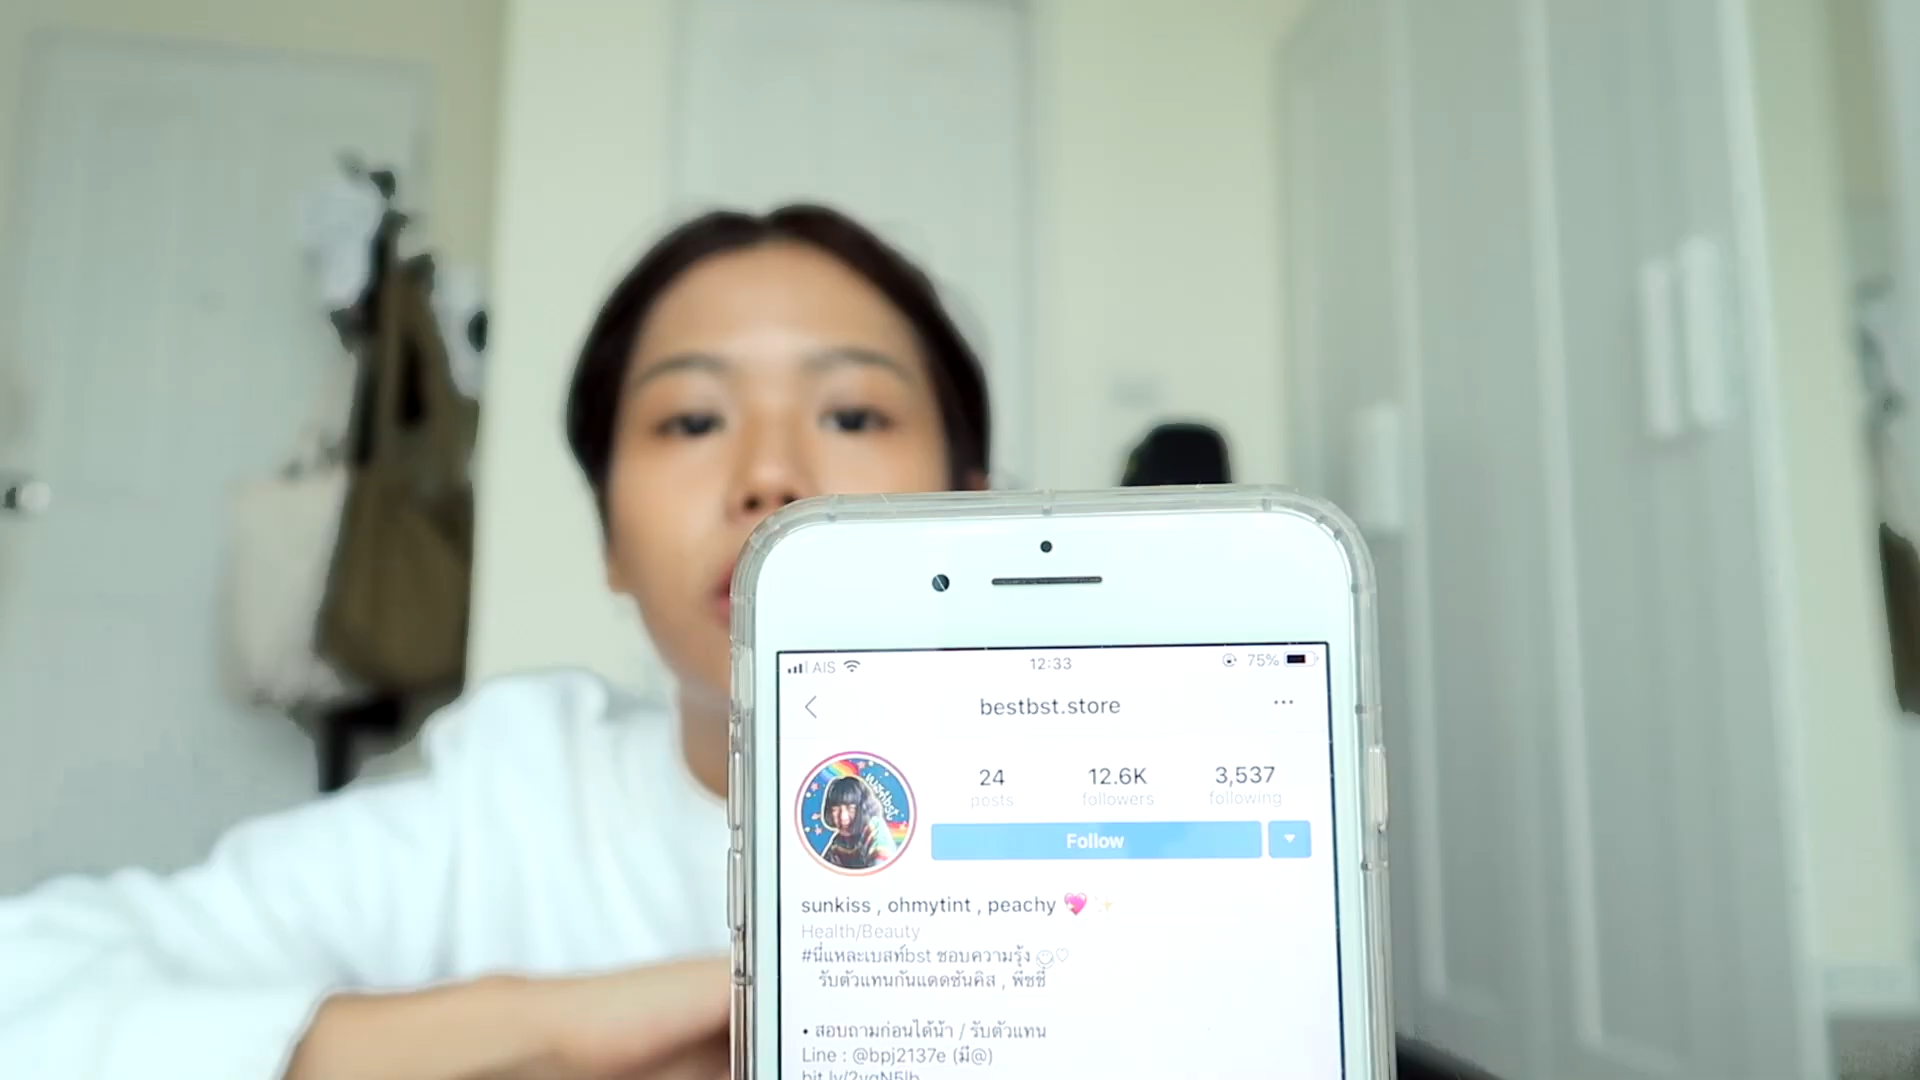 AIS 12:33 75%
bestbst.store
24 12.6K 3,537
posts followers following
Follow
sunkiss , ohmytint , peachy 💖 ✨
Health/Beauty
#นี่แหละเบสท์bst ชอบความรุ้ง ☺♡
รับตัวแทนกันแดดซันคิส , พีชชี่
• สอบถามก่อนได้น้า / รับตัวแทน
Line : @bpj2137e (มี@)